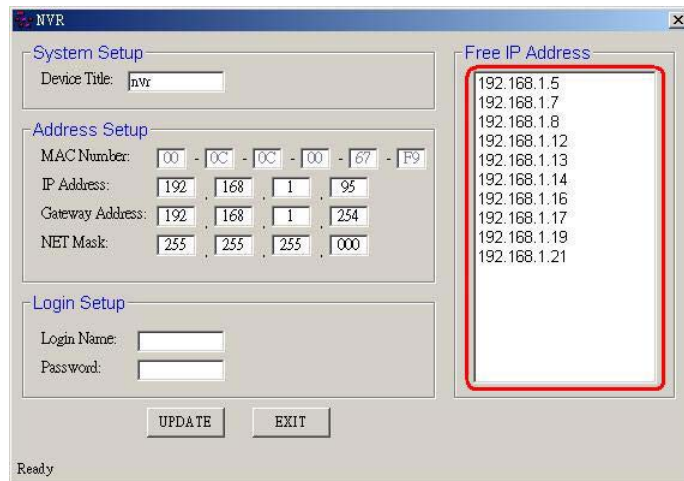 NVR
System Setup
Device Title: nvr
Address Setup
MAC Number: 00 - 0C - 0C - 00 - 67 - F9
IP Address: 192 . 168 . 1 . 95
Gateway Address: 192 . 168 . 1 . 254
NET Mask: 255 . 255 . 255 . 000
Login Setup
Login Name:
Password:
UPDATE EXIT
Ready
Free IP Address
192.168.1.5
192.168.1.7
192.168.1.8
192.168.1.12
192.168.1.13
192.168.1.14
192.168.1.16
192.168.1.17
192.168.1.19
192.168.1.21